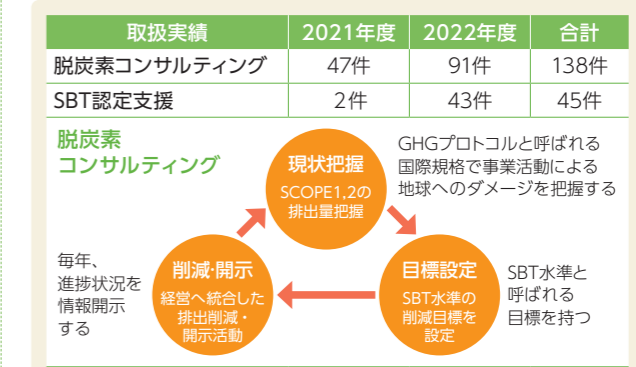 取扱実績 2021年度 2022年度 合計
脱炭素コンサルティング 47件 91件 138件
SBT認定支援 2件 43件 45件
脱炭素
コンサルティング
現状把握
SCOPE1,2の
排出量把握
GHGプロトコルと呼ばれる
国際規格で事業活動による
地球へのダメージを把握する
目標設定
SBT水準の
削減目標を
設定
SBT水準と
呼ばれる
目標を持つ
削減・開示
経営へ統合した
排出削減・
開示活動
毎年、
進捗状況を
情報開示
する